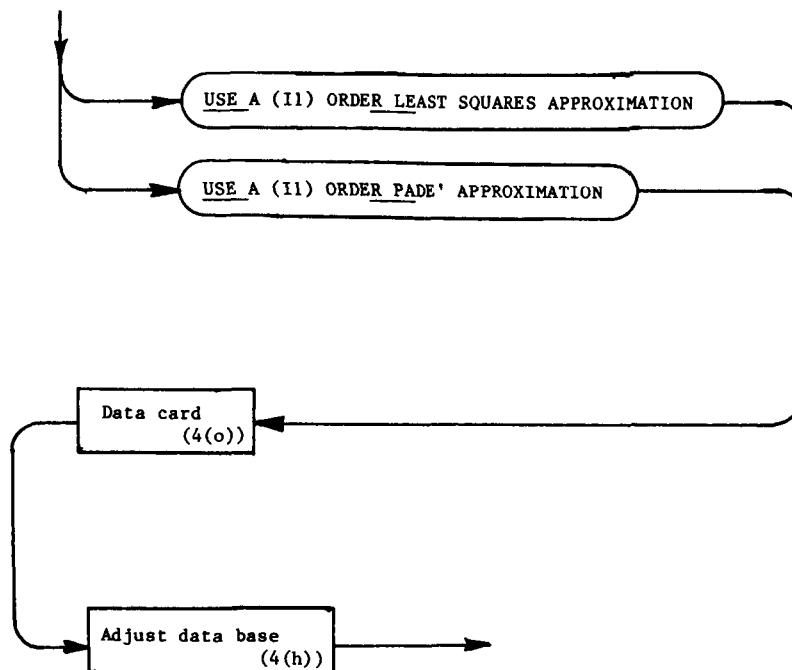 USE A (I1) ORDER LEAST SQUARES APPROXIMATION
USE A (I1) ORDER PADE' APPROXIMATION
Data card
(4(o))
Adjust data base
(4(h))